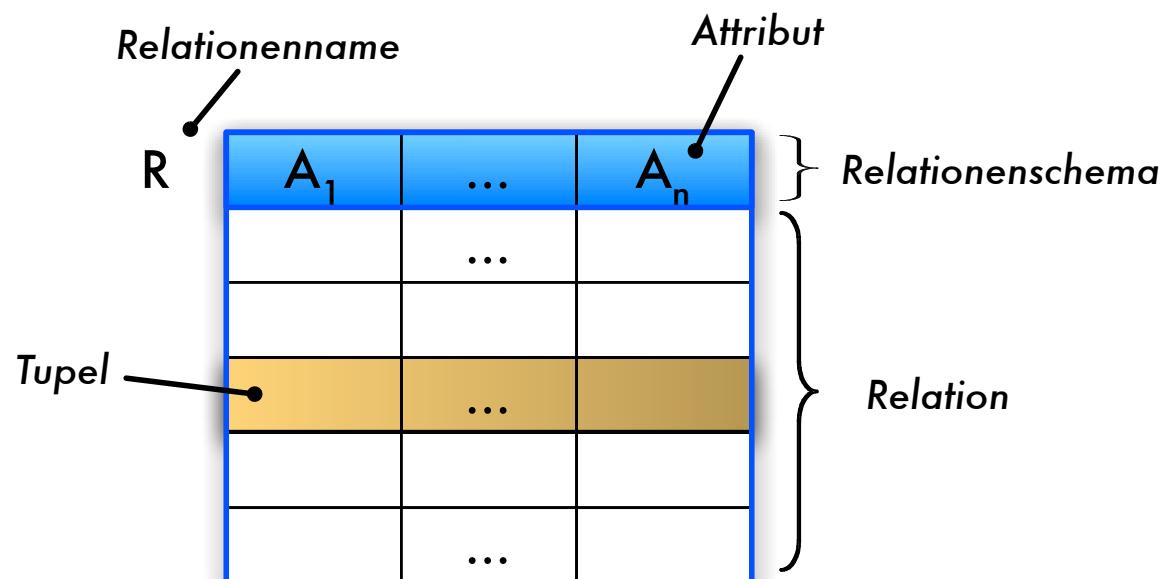 Relationenname
Attribut
R
A1 ... An
Relationenschema
...
Tupel
...
Relation
...